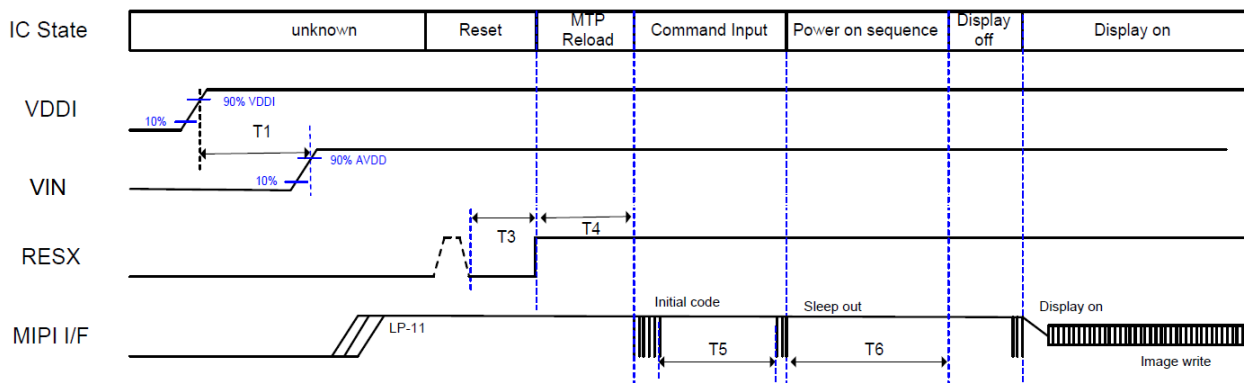 IC State
unknown
Reset
MTP
Reload
Command Input
Power on sequence
Display
off
Display on
VDDI
90% VDDI
10%
T1
VIN
90% AVDD
10%
RESX
T3
T4
MIPI I/F
LP-11
Initial code
T5
Sleep out
T6
Display on
Image write